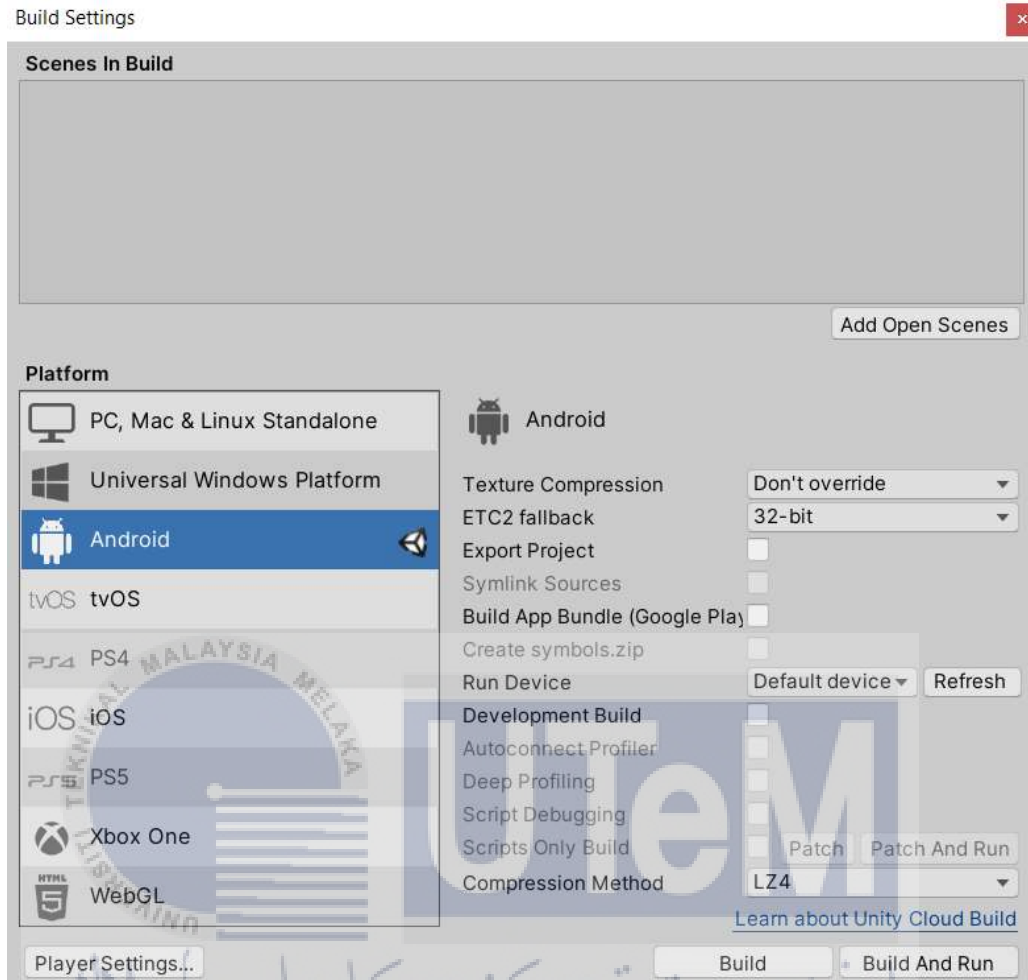 Build Settings
Scenes In Build
Add Open Scenes
Platform
PC, Mac & Linux Standalone
Universal Windows Platform
Android
tvOS tvOS
PS4 PS4
iOS iOS
PS5 PS5
Xbox One
HTML 5 WebGL
Player Settings...
Android
Texture Compression Don't override
ETC2 fallback 32-bit
Export Project
Symlink Sources
Build App Bundle (Google Play
Create symbols.zip
Run Device Default device Refresh
Development Build
Autoconnect Profiler
Deep Profiling
Script Debugging
Scripts Only Build Patch Patch And Run
Compression Method LZ4
Learn about Unity Cloud Build
Build Build And Run
UNIVERSITI TEKNIKAL MALAYSIA MELAKA
UTeM